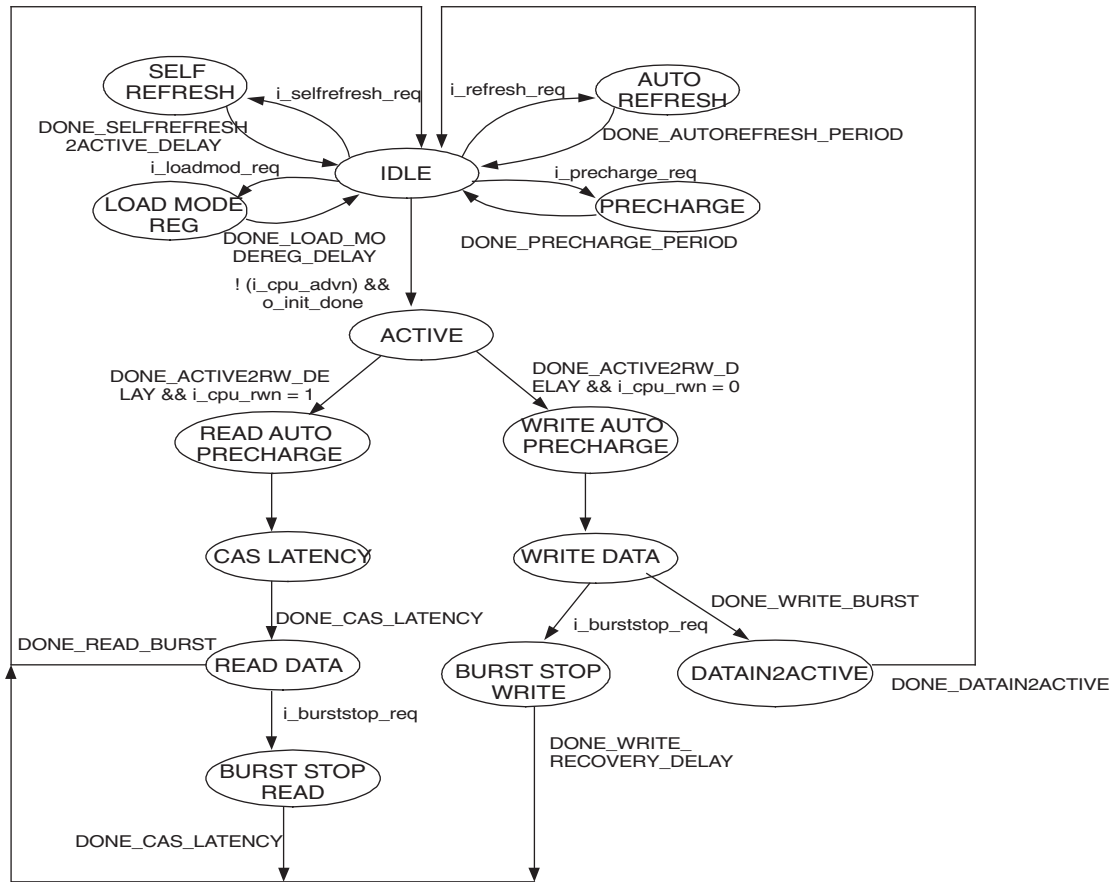 SELF
REFRESH
i_selfrefresh_req
i_refresh_req
AUTO
REFRESH
DONE_SELFREFRESH
2ACTIVE_DELAY
DONE_AUTOREFRESH_PERIOD
i_loadmod_req
IDLE
i_precharge_req
LOAD MODE
REG
PRECHARGE
DONE_LOAD_MO
DEREG_DELAY
DONE_PRECHARGE_PERIOD
! (i_cpu_advn) &&
o_init_done
ACTIVE
DONE_ACTIVE2RW_DE
LAY && i_cpu_rwn = 1
DONE_ACTIVE2RW_D
ELAY && i_cpu_rwn = 0
READ AUTO
PRECHARGE
WRITE AUTO
PRECHARGE
CAS LATENCY
WRITE DATA
DONE_CAS_LATENCY
DONE_WRITE_BURST
i_burststop_req
DONE_READ_BURST
READ DATA
BURST STOP
WRITE
DATAIN2ACTIVE
DONE_DATAIN2ACTIVE
i_burststop_req
DONE_WRITE_
RECOVERY_DELAY
BURST STOP
READ
DONE_CAS_LATENCY